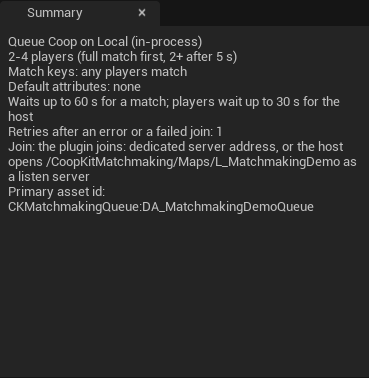 Summary
Queue Coop on Local (in-process)
2-4 players (full match first, 2+ after 5 s)
Match keys: any players match
Default attributes: none
Waits up to 60 s for a match; players wait up to 30 s for the
host
Retries after an error or a failed join: 1
Join: the plugin joins: dedicated server address, or the host
opens /CoopKitMatchmaking/Maps/L_MatchmakingDemo as
a listen server
Primary asset id:
CKMatchmakingQueue:DA_MatchmakingDemoQueue